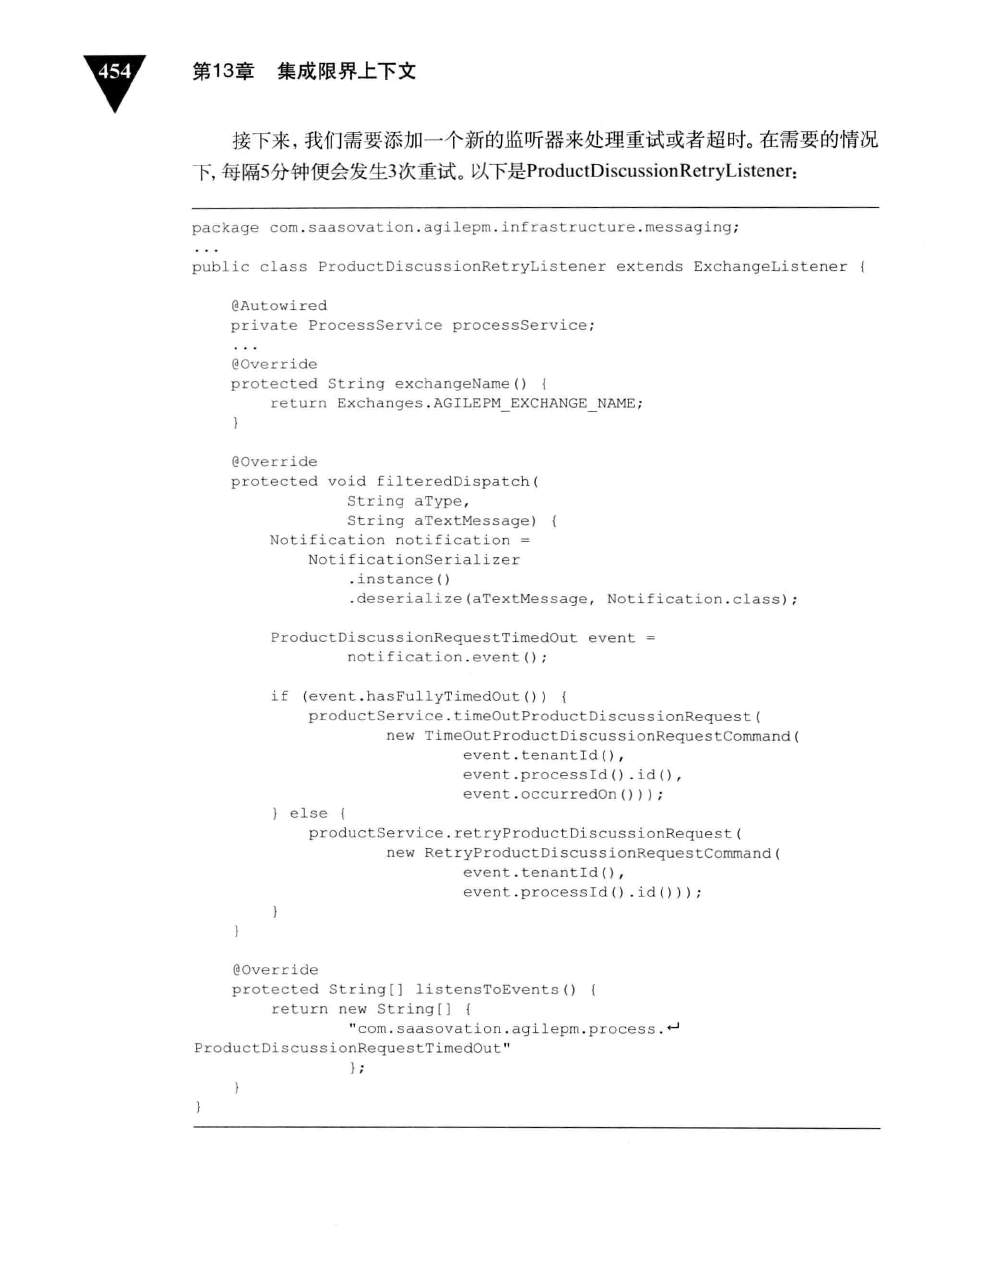 454
第13章 集成限界上下文
接下来, 我们需要添加一个新的监听器来处理重试或者超时。在需要的情况
下, 每隔5分钟便会发生3次重试。以下是ProductDiscussionRetryListener:
package com.saasovation.agilepm.infrastructure.messaging;
...
public class ProductDiscussionRetryListener extends ExchangeListener {
    @Autowired
    private ProcessService processService;
    ...
    @Override
    protected String exchangeName() {
        return Exchanges.AGILEPM_EXCHANGE_NAME;
    }
    @Override
    protected void filteredDispatch(
                String aType,
                String aTextMessage) {
        Notification notification =
            NotificationSerializer
                .instance()
                .deserialize(aTextMessage, Notification.class);
        ProductDiscussionRequestTimedOut event =
                notification.event();
        if (event.hasFullyTimedOut()) {
            productService.timeOutProductDiscussionRequest(
                    new TimeOutProductDiscussionRequestCommand(
                            event.tenantId(),
                            event.processId().id(),
                            event.occurredOn()));
        } else {
            productService.retryProductDiscussionRequest(
                    new RetryProductDiscussionRequestCommand(
                            event.tenantId(),
                            event.processId().id()));
        }
    }
    @Override
    protected String[] listensToEvents() {
        return new String[] {
                "com.saasovation.agilepm.process.↵
ProductDiscussionRequestTimedOut"
                };
    }
}